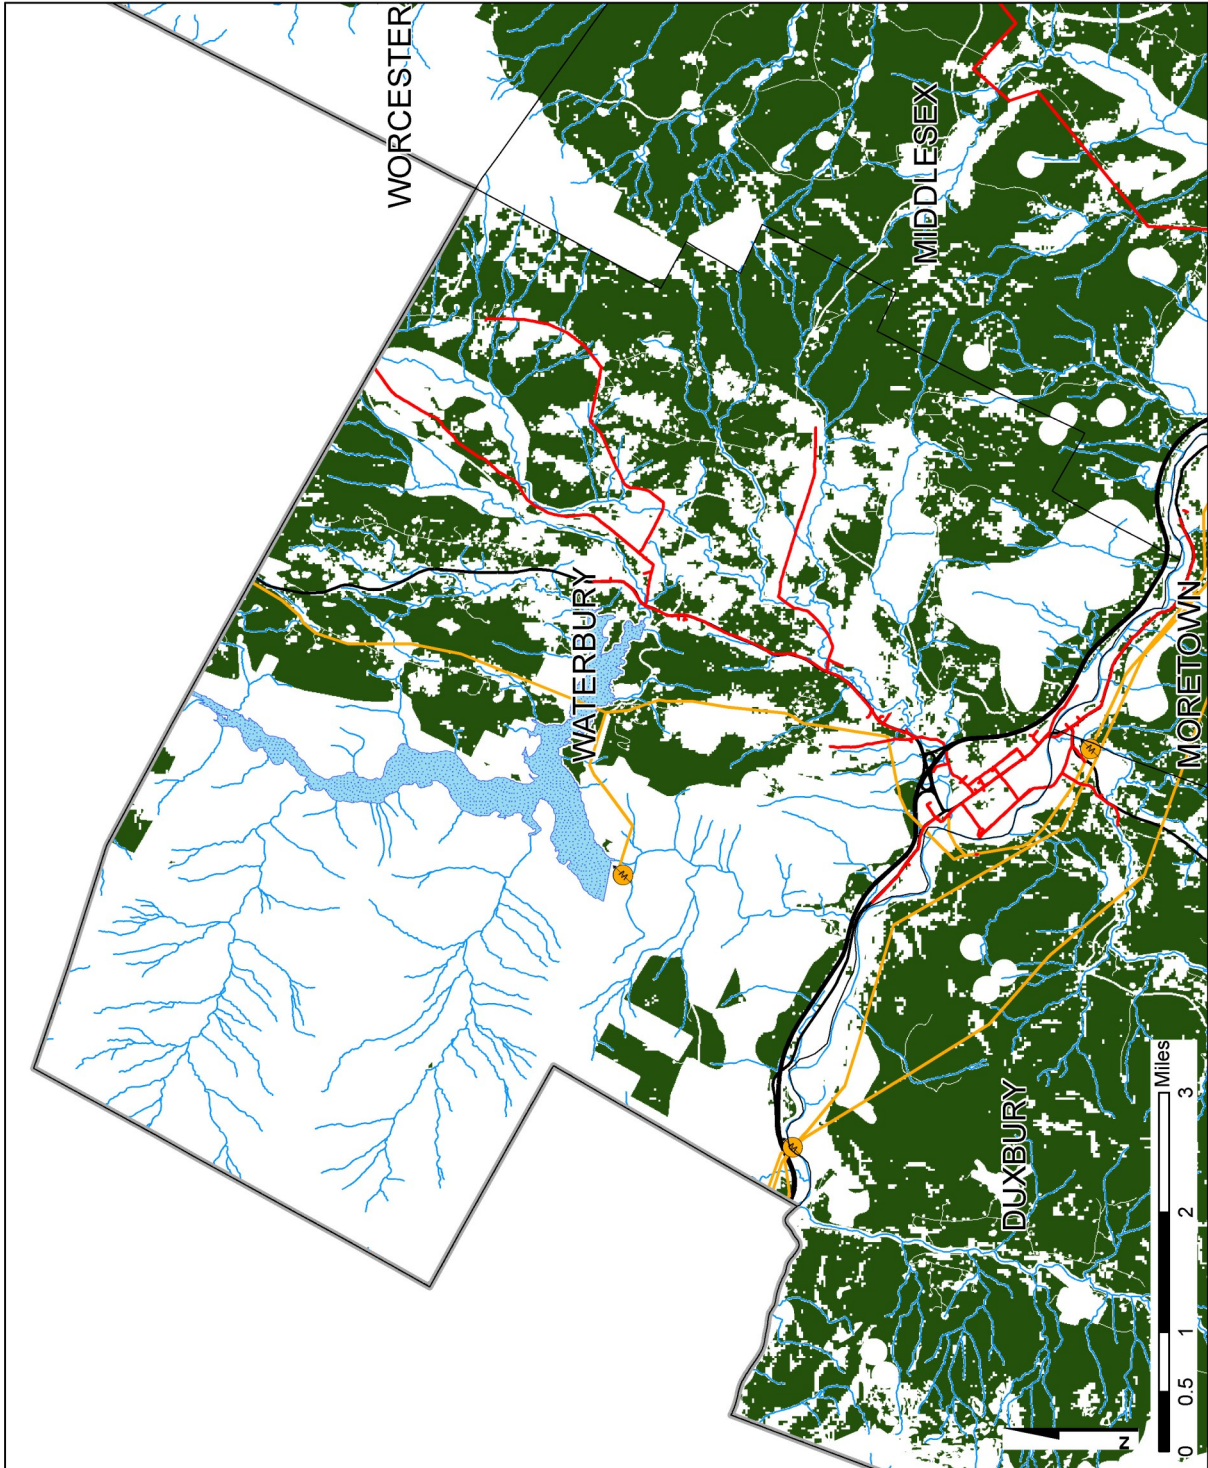 WORCESTER
MIDDLESEX
WATERBURY
MORETOWN
DUXBURY
M
M
M
N
0 0.5 1 2 3
Miles